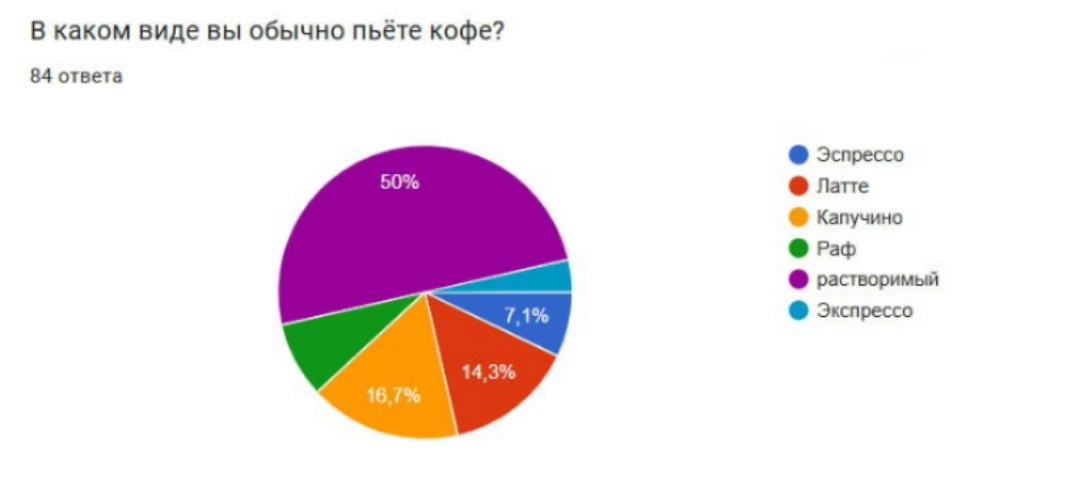 В каком виде вы обычно пьёте кофе?
84 ответа
50%
7,1%
14,3%
16,7%
Эспрессо
Латте
Капучино
Раф
растворимый
Экспрессо